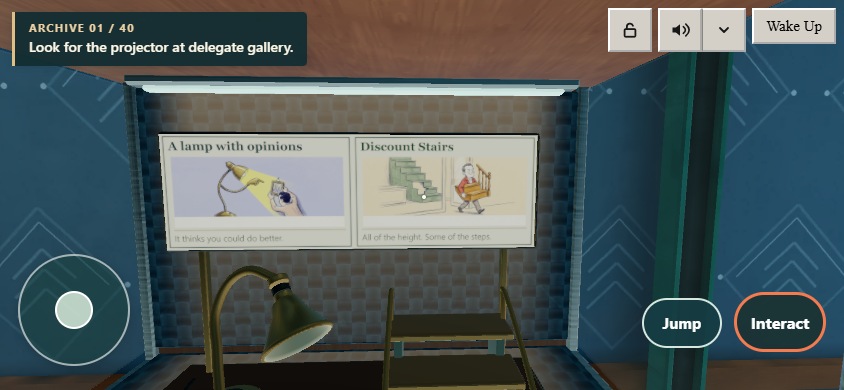 ARCHIVE 01 / 40
Look for the projector at delegate gallery.
Wake Up
A lamp with opinions
It thinks you could do better.
Discount Stairs
All of the height. Some of the steps.
Jump
Interact